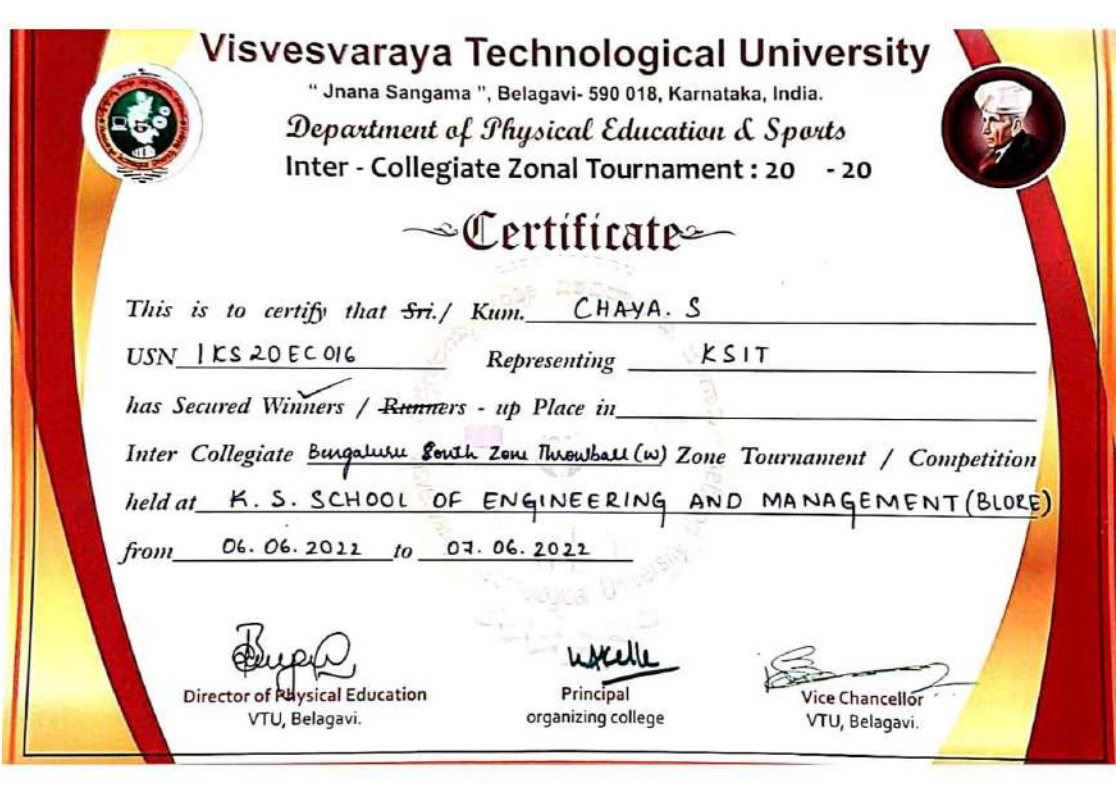 Visvesvaraya Technological University
" Jnana Sangama ", Belagavi- 590 018, Karnataka, India.
Department of Physical Education & Sports
Inter - Collegiate Zonal Tournament : 20 - 20
Certificate
This is to certify that Sri./ Kum. CHAYA. S
USN 1KS20EC016 Representing KSIT
has Secured Winners / Runners - up Place in
Inter Collegiate Bengaluru South Zone Throwball (W) Zone Tournament / Competition
held at K. S. SCHOOL OF ENGINEERING AND MANAGEMENT (BLORE)
from 06. 06. 2022 to 07. 06. 2022
Director of Physical Education Principal Vice Chancellor
VTU, Belagavi. organizing college VTU, Belagavi.